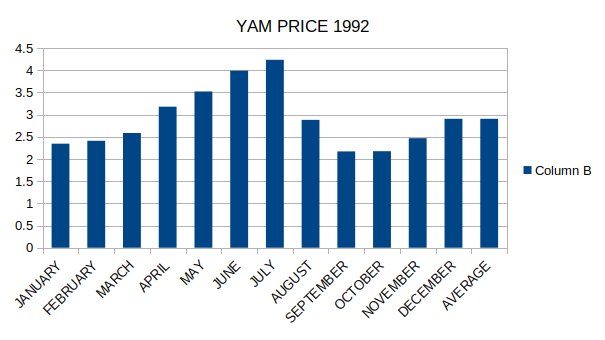 YAM PRICE 1992
4.5
4
3.5
3
2.5
2
1.5
1
0.5
0
Column B
JANUARY
FEBRUARY
MARCH
APRIL
MAY
JUNE
JULY
AUGUST
SEPTEMBER
OCTOBER
NOVEMBER
DECEMBER
AVERAGE